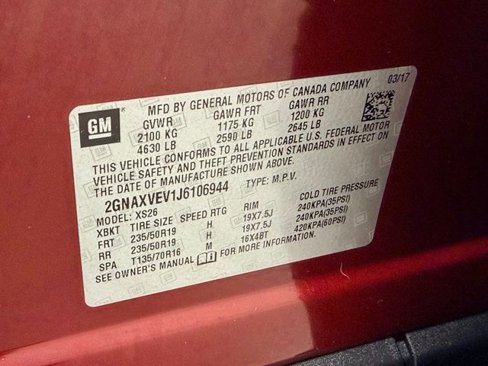 03/17
GM
MFD BY GENERAL MOTORS OF CANADA COMPANY
GVWR GAWR FRT GAWR RR
2100 KG 1175 KG 1200 KG
4630 LB 2590 LB 2645 LB
THIS VEHICLE CONFORMS TO ALL APPLICABLE U.S. FEDERAL MOTOR
VEHICLE SAFETY AND THEFT PREVENTION STANDARDS IN EFFECT ON
THE DATE OF MANUFACTURE SHOWN ABOVE.
2GNAXVEV1J6106944 TYPE: M.P.V.
MODEL: XS26
XBKT TIRE SIZE SPEED RTG RIM COLD TIRE PRESSURE
FRT 235/50R19 H 19X7.5J 240KPA(35PSI)
RR 235/50R19 H 19X7.5J 240KPA(35PSI)
SPA T135/70R16 M 16X4BT 420KPA(60PSI)
SEE OWNER'S MANUAL FOR MORE INFORMATION.